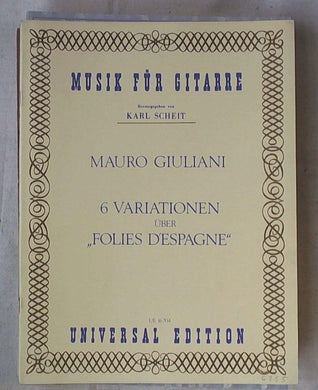 MUSIK FÜR GITARRE
Herausgegeben von
KARL SCHEIT
MAURO GIULIANI
6 VARIATIONEN
ÜBER
„FOLIES D'ESPAGNE“
UNIVERSAL EDITION